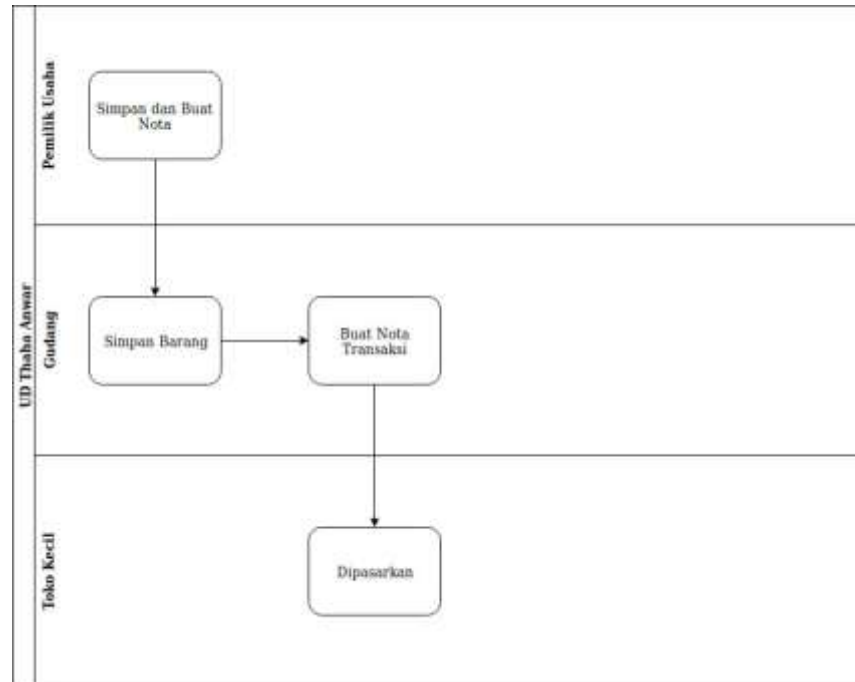 UD Thaha Anwar
Pemilik Usaha
Simpan dan Buat
Nota
Gudang
Simpan Barang
Buat Nota
Transaksi
Toko Kecil
Dipasarkan